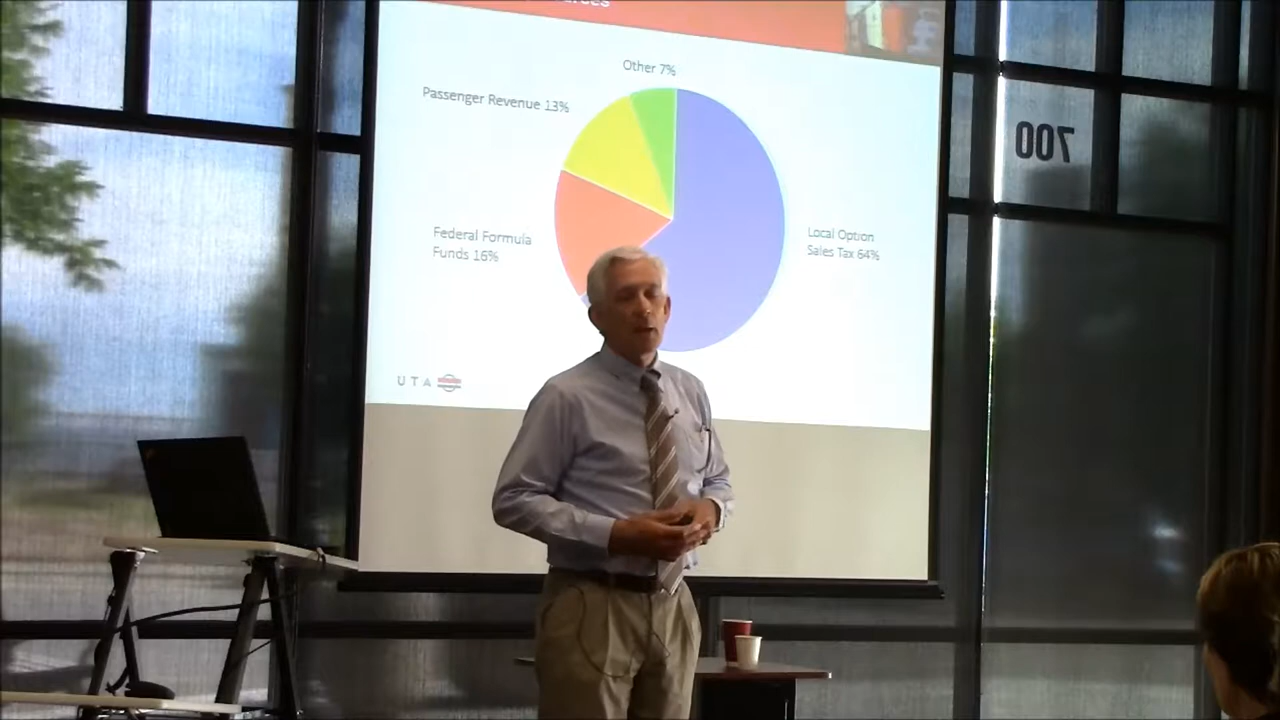 Other 7%
Passenger Revenue 13%
Federal Formula
Funds 16%
Local Option
Sales Tax 64%
UTA
700